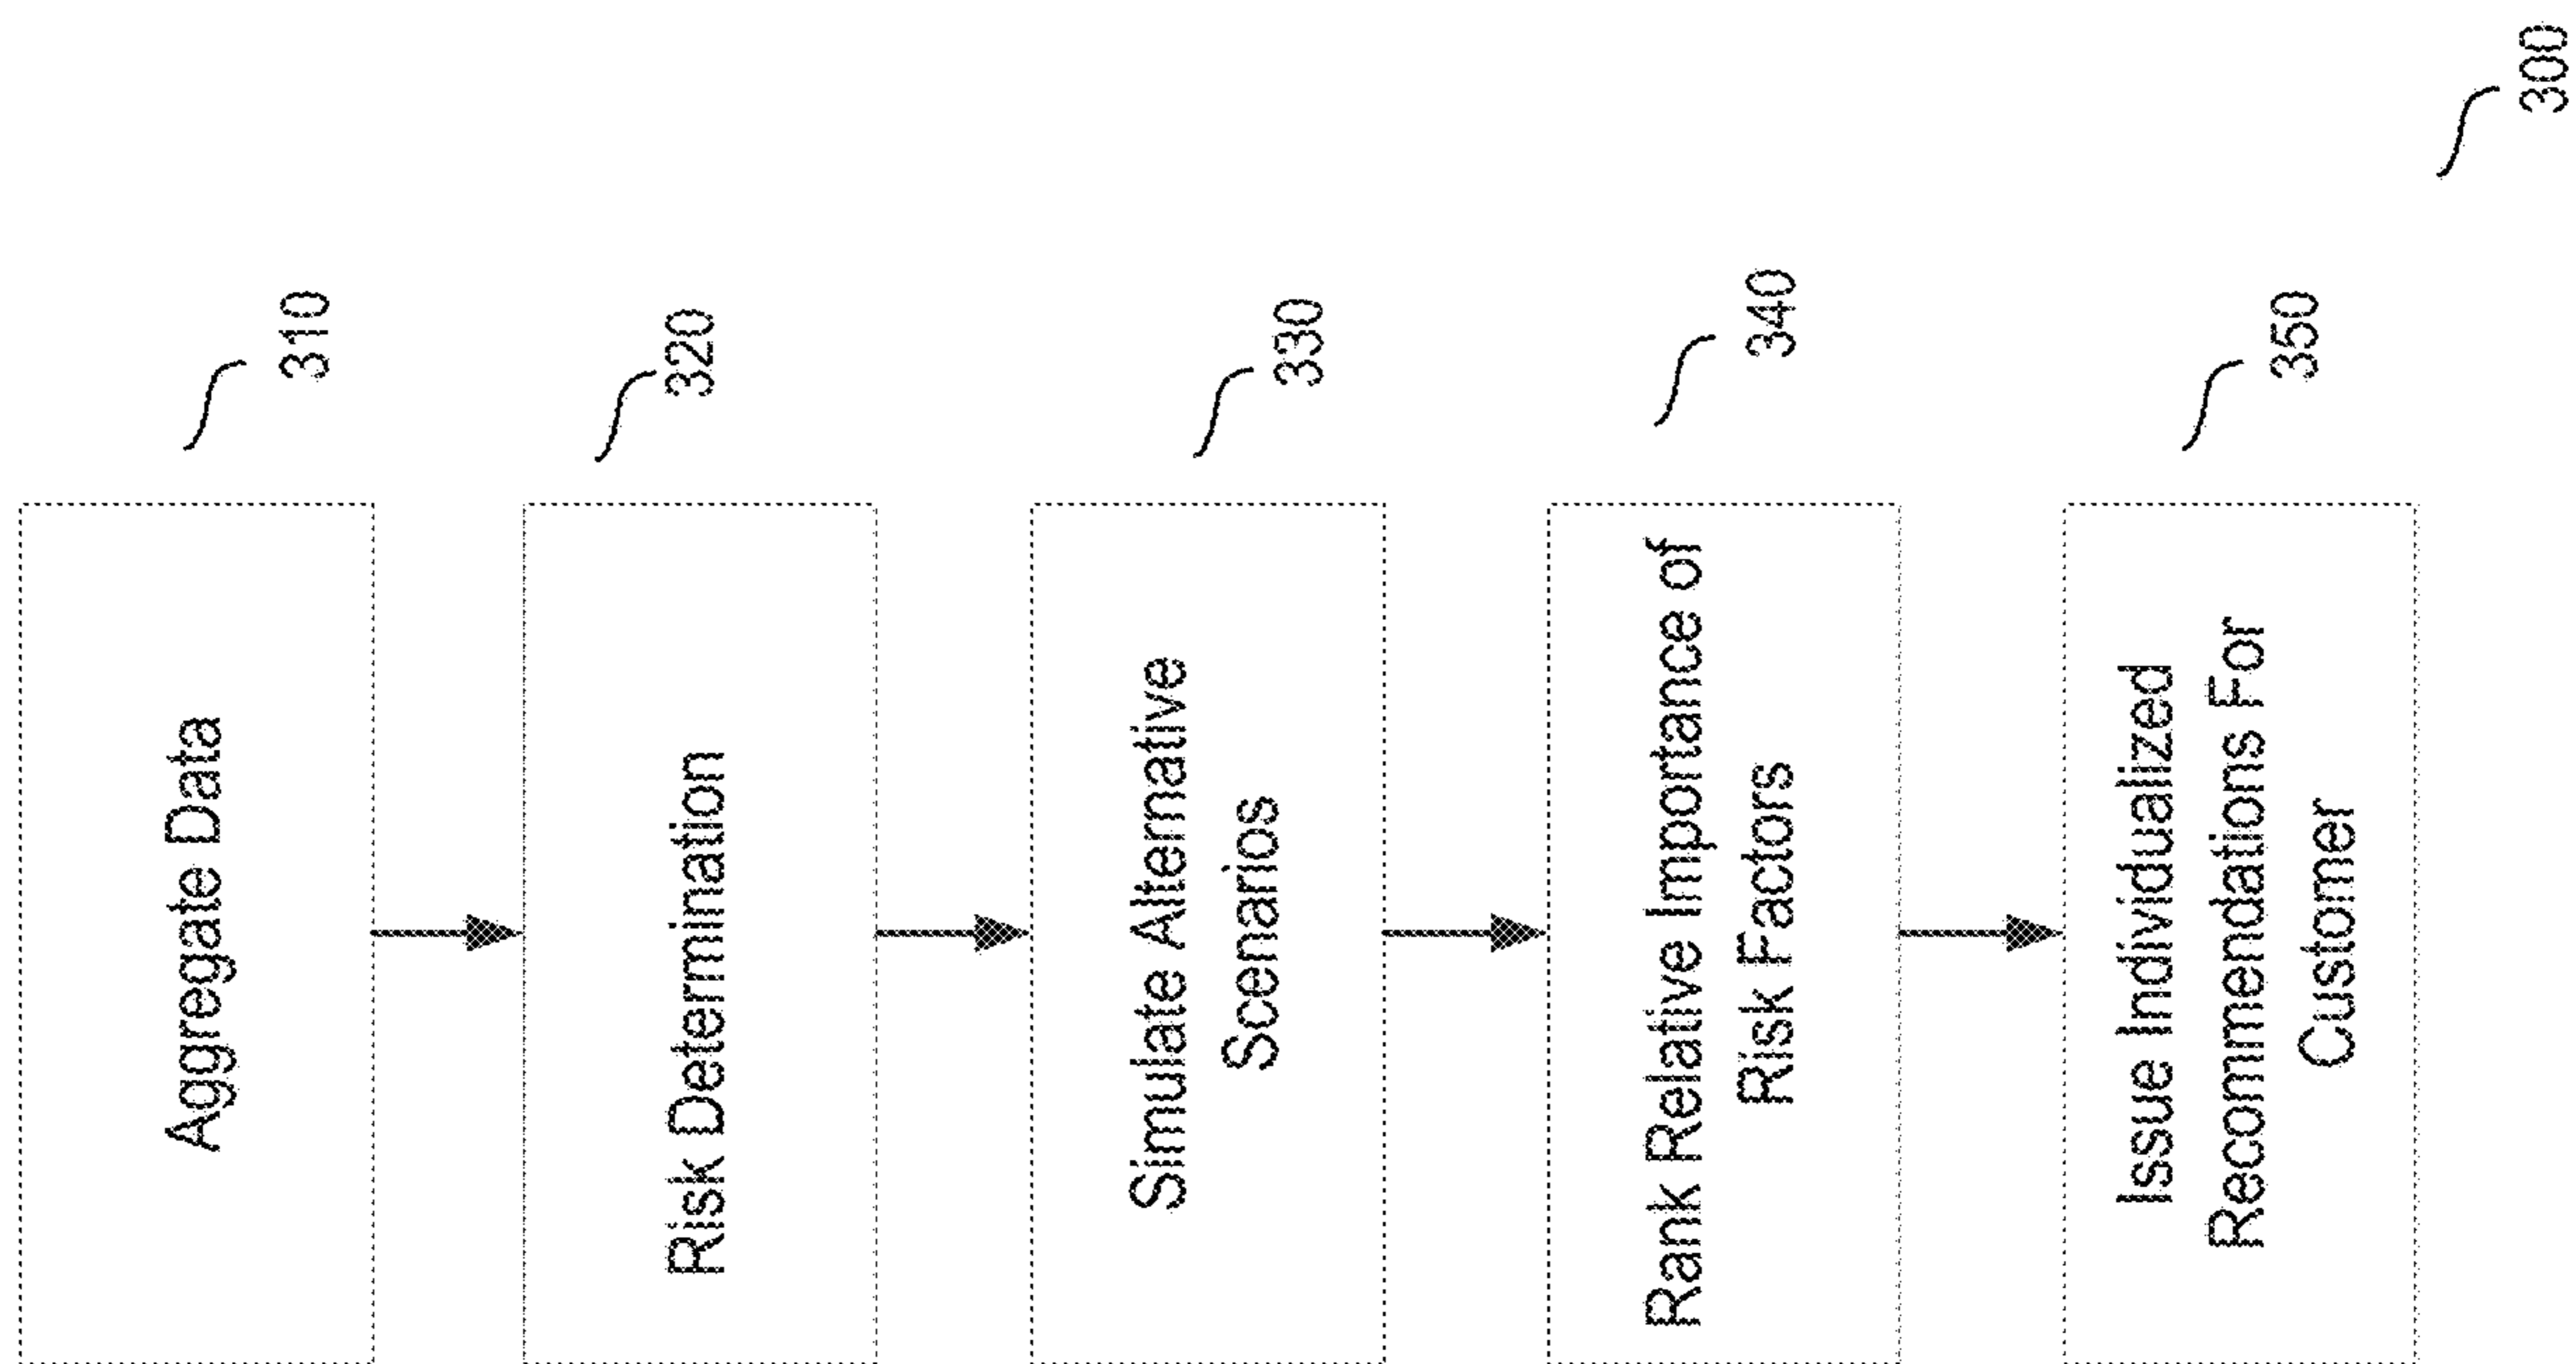 Aggregate Data
310
Risk Determination
320
Simulate Alternative
Scenarios
330
Rank Relative Importance of
Risk Factors
340
Issue Individualized
Recommendations For
Customer
350
300